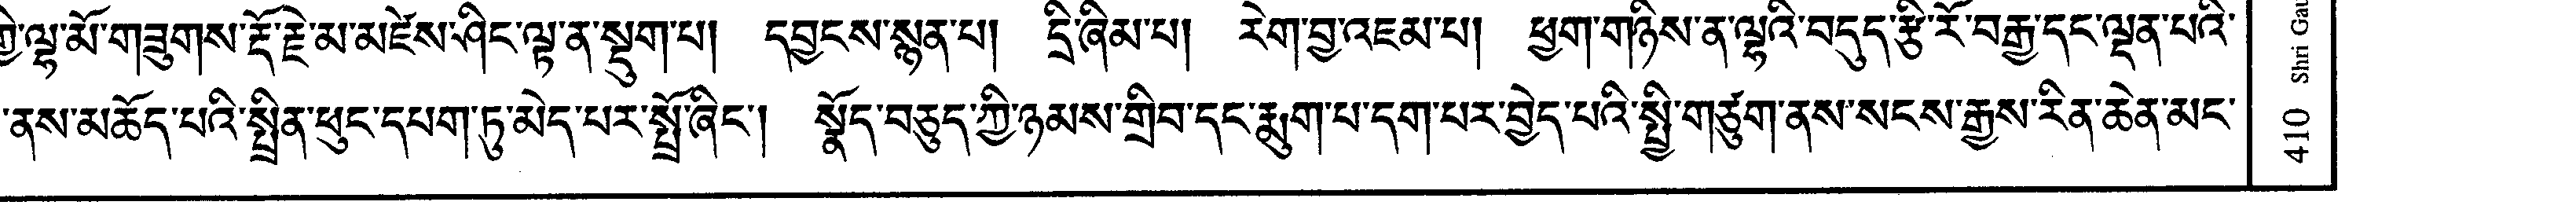 ཀྱི་ལྷ་མོ་གཟུགས་རྡོ་རྗེ་མ་མཛེས་ཤིང་ལྟ་ན་སྡུག་པ། དབྱངས་སྙན་པ། དྲི་ཞིམ་པ། རེག་བྱ་འཇམ་པ། ཕྱག་གཉིས་ན་ལྷའི་བདུད་རྩི་རོ་བརྒྱ་དང་ལྡན་པའི་
་ནས་མཆོད་པའི་སྤྲིན་ཕུང་དཔག་ཏུ་མེད་པར་སྤྲོ་ཞིང་། སྣོད་བཅུད་ཀྱི་ཉམས་གྲིབ་དང་རྨུག་པ་དག་པར་བྱེད་པའི་སྤྱི་གཙུག་ནས་སངས་རྒྱས་རིན་ཆེན་མང་
410 Shri Gau